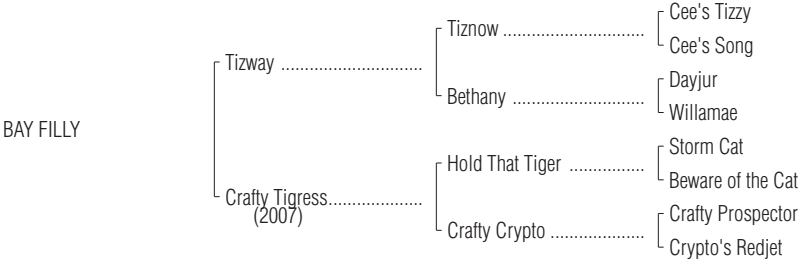 Cee's Tizzy
Tiznow ..............................
Cee's Song
Tizway ..............................
Dayjur
Bethany ............................
Willamae
BAY FILLY
Storm Cat
Hold That Tiger ................
Beware of the Cat
Crafty Tigress....................
(2007)
Crafty Prospector
Crafty Crypto ....................
Crypto's Redjet